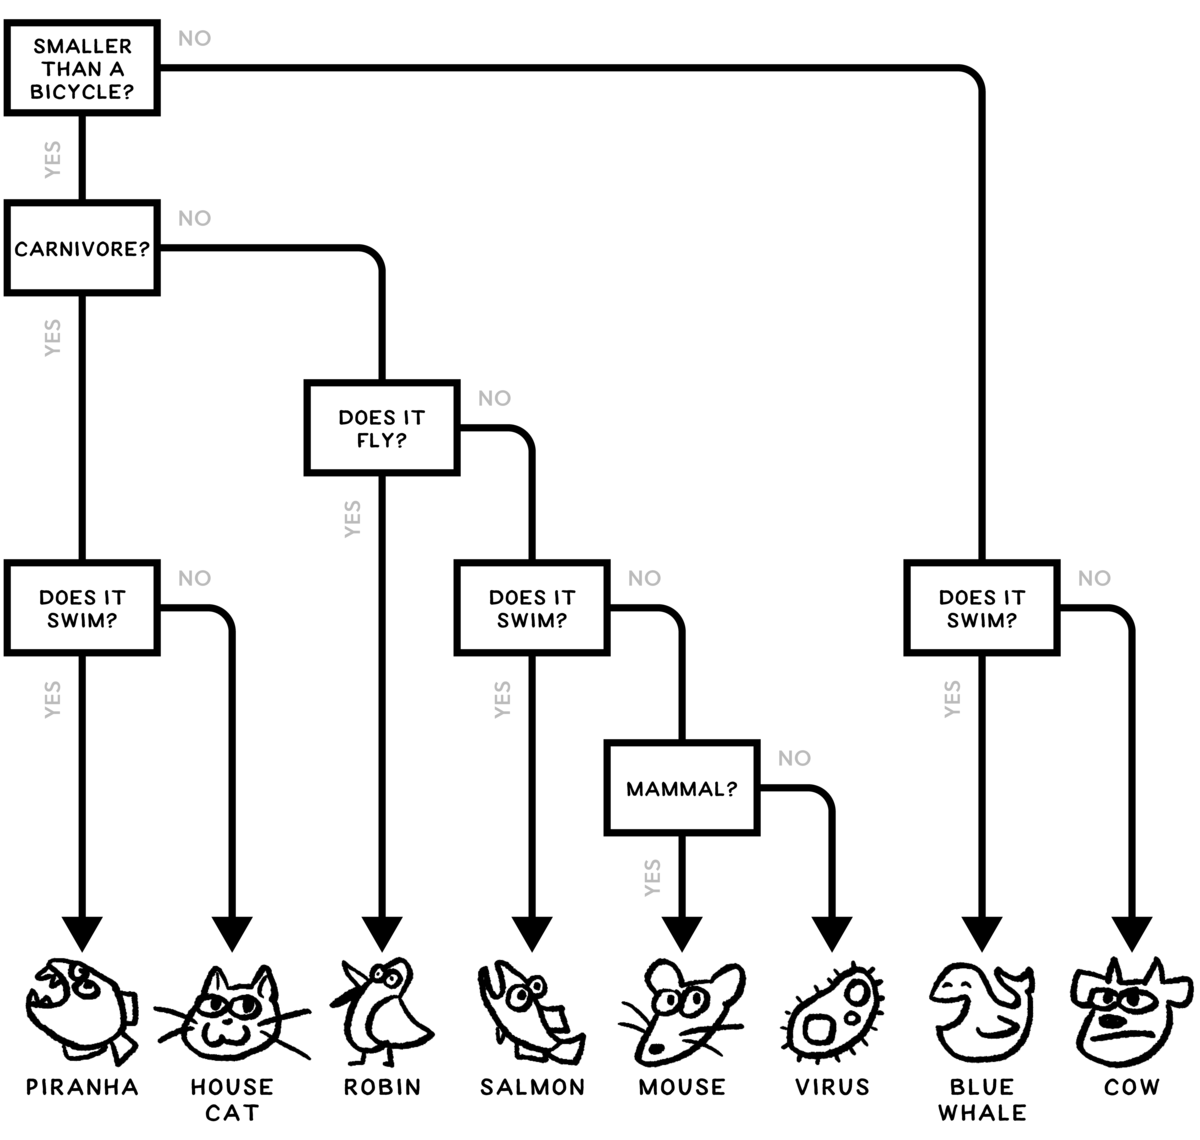 SMALLER
THAN A
BICYCLE?
NO
YES
CARNIVORE?
NO
YES
DOES IT
FLY?
NO
YES
DOES IT
SWIM?
NO
YES
DOES IT
SWIM?
NO
YES
DOES IT
SWIM?
NO
YES
MAMMAL?
NO
YES
PIRANHA
HOUSE
CAT
ROBIN
SALMON
MOUSE
VIRUS
BLUE
WHALE
COW